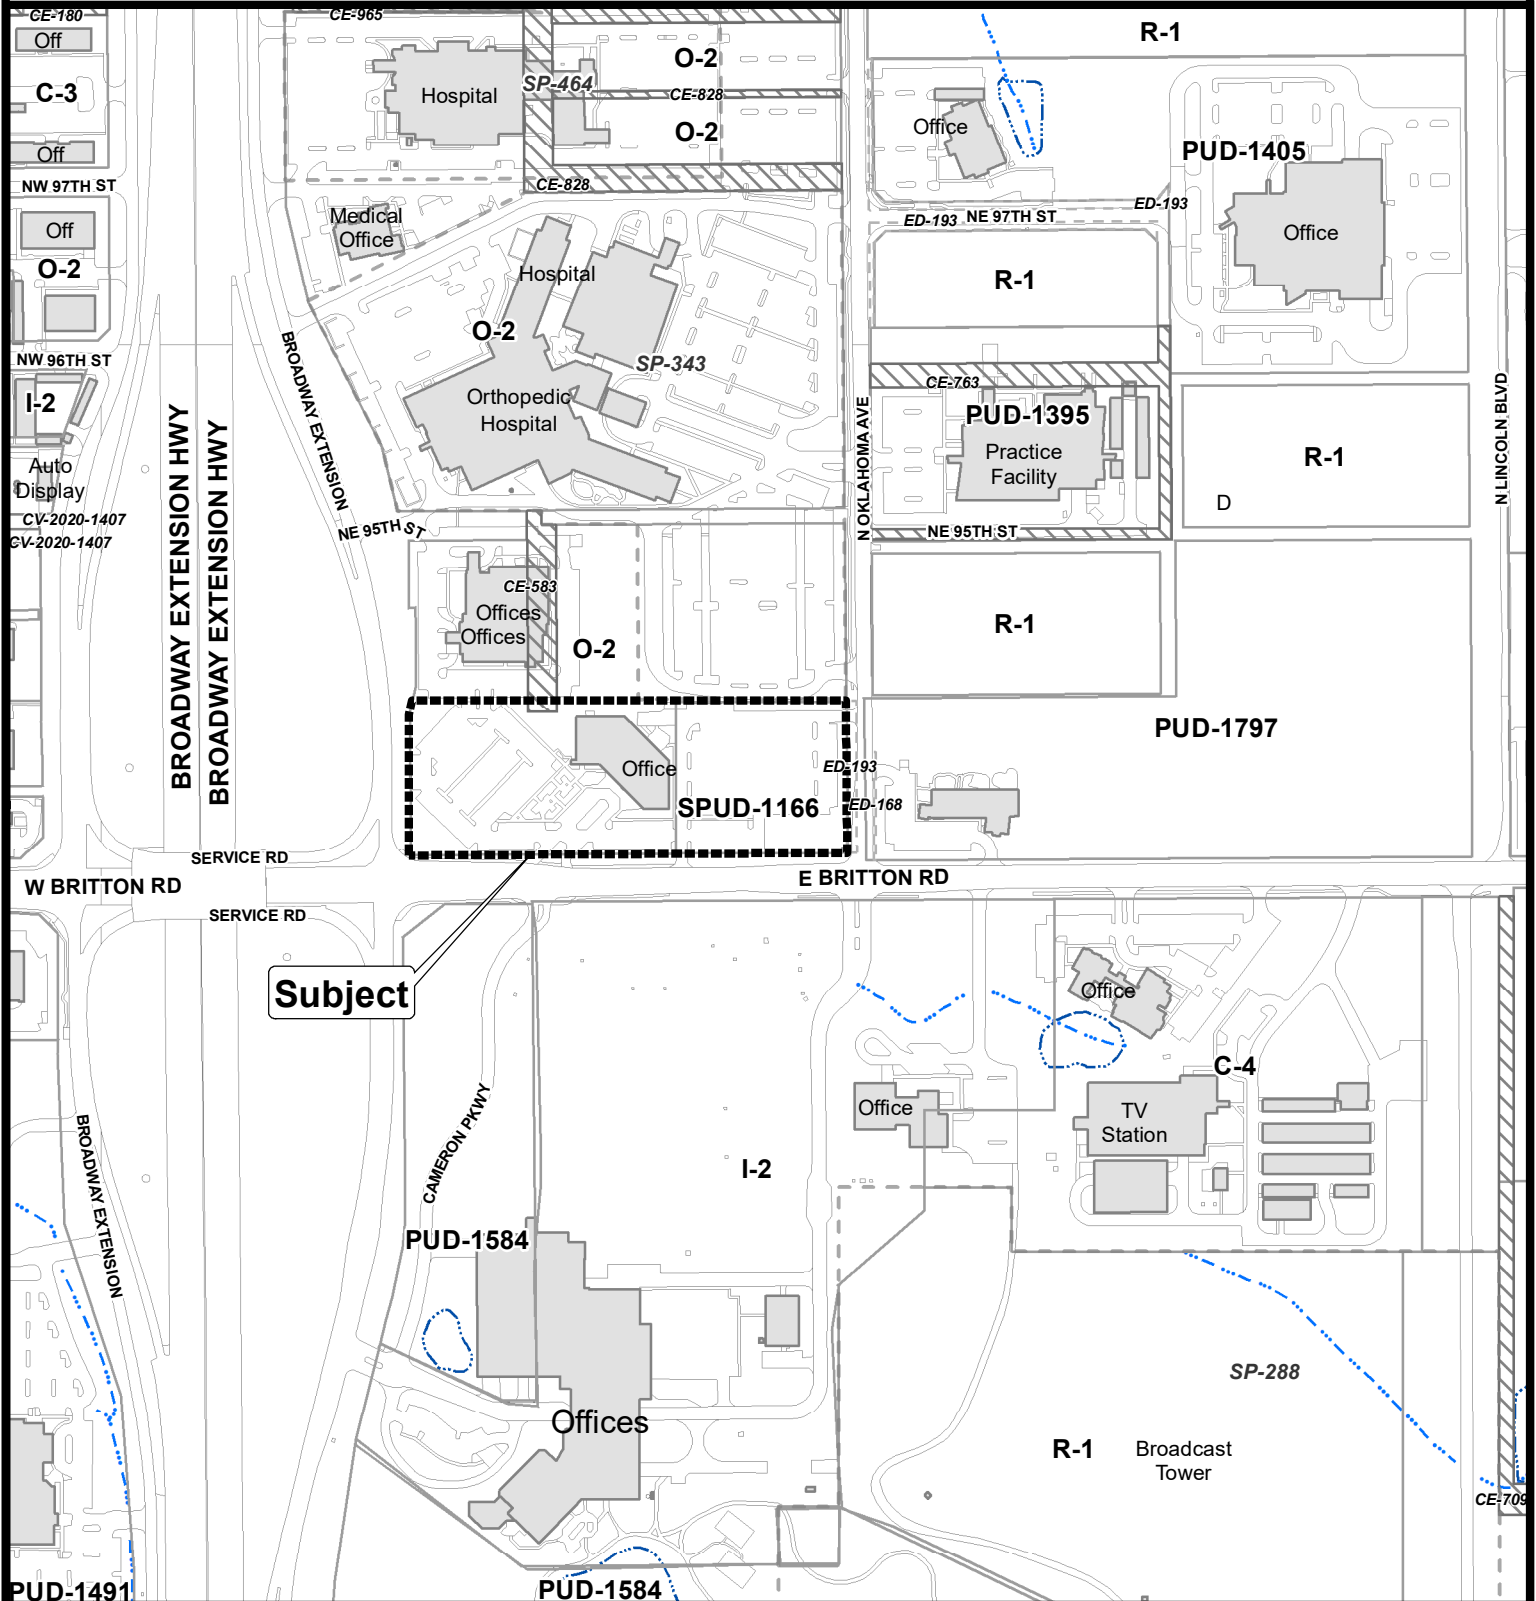 CE-180
CE-965
Off
R-1
C-3
Hospital
SP-464
O-2
CE-828
O-2
Office
PUD-1405
Off
NW 97TH ST
CE-828
ED-193
Medical
Office
ED-193
NE 97TH ST
Off
Office
O-2
Hospital
R-1
O-2
NW 96TH ST
BROADWAY EXTENSION
SP-343
CE-763
I-2
Orthopedic
Hospital
N OKLAHOMA AVE
PUD-1395
N LINCOLN BLVD
Practice
Facility
R-1
Auto
Display
D
CV-2020-1407
CV-2020-1407
NE 95TH ST
NE 95TH ST
BROADWAY EXTENSION HWY
BROADWAY EXTENSION HWY
CE-583
Offices
Offices
O-2
R-1
PUD-1797
Office
ED-193
SPUD-1166
ED-168
SERVICE RD
W BRITTON RD
E BRITTON RD
SERVICE RD
Subject
Office
C-4
Office
TV
Station
CAMERON PKWY
I-2
BROADWAY EXTENSION
PUD-1584
SP-288
Offices
R-1
Broadcast
Tower
CE-709
PUD-1491
PUD-1584